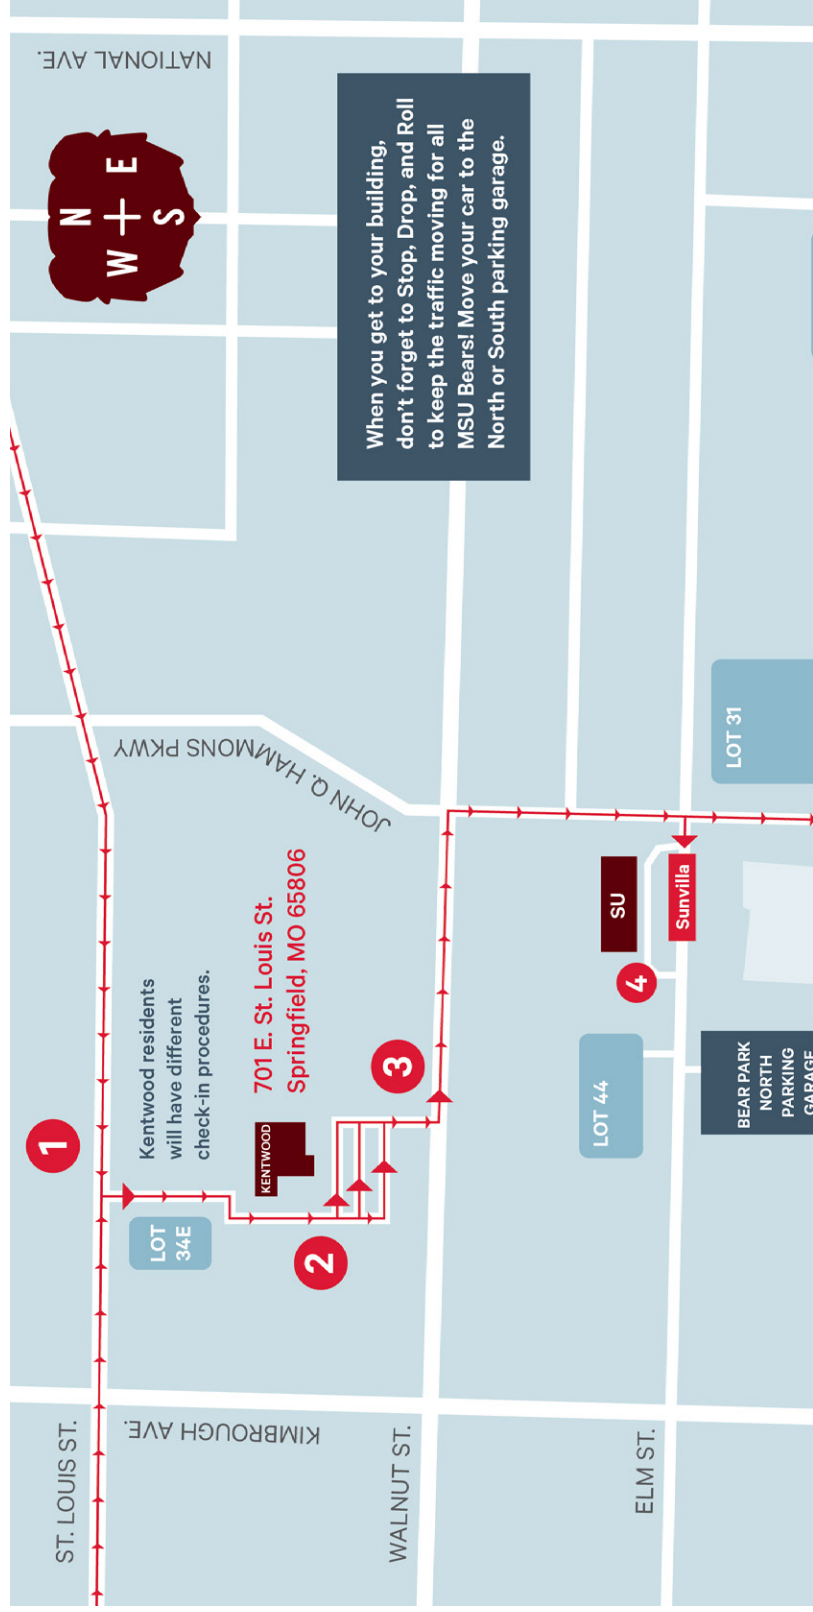 NATIONAL AVE.
N
W E
S
When you get to your building,
don't forget to Stop, Drop, and Roll
to keep the traffic moving for all
MSU Bears! Move your car to the
North or South parking garage.
JOHN Q. HAMMONS PKWY
1
Kentwood residents
will have different
check-in procedures.
701 E. St. Louis St.
Springfield, MO 65806
KENTWOOD
LOT
34E
2
3
ST. LOUIS ST.
KIMBROUGH AVE.
WALNUT ST.
LOT 31
SU
Sunvilla
4
LOT 44
BEAR PARK
NORTH
PARKING
GARAGE
ELM ST.